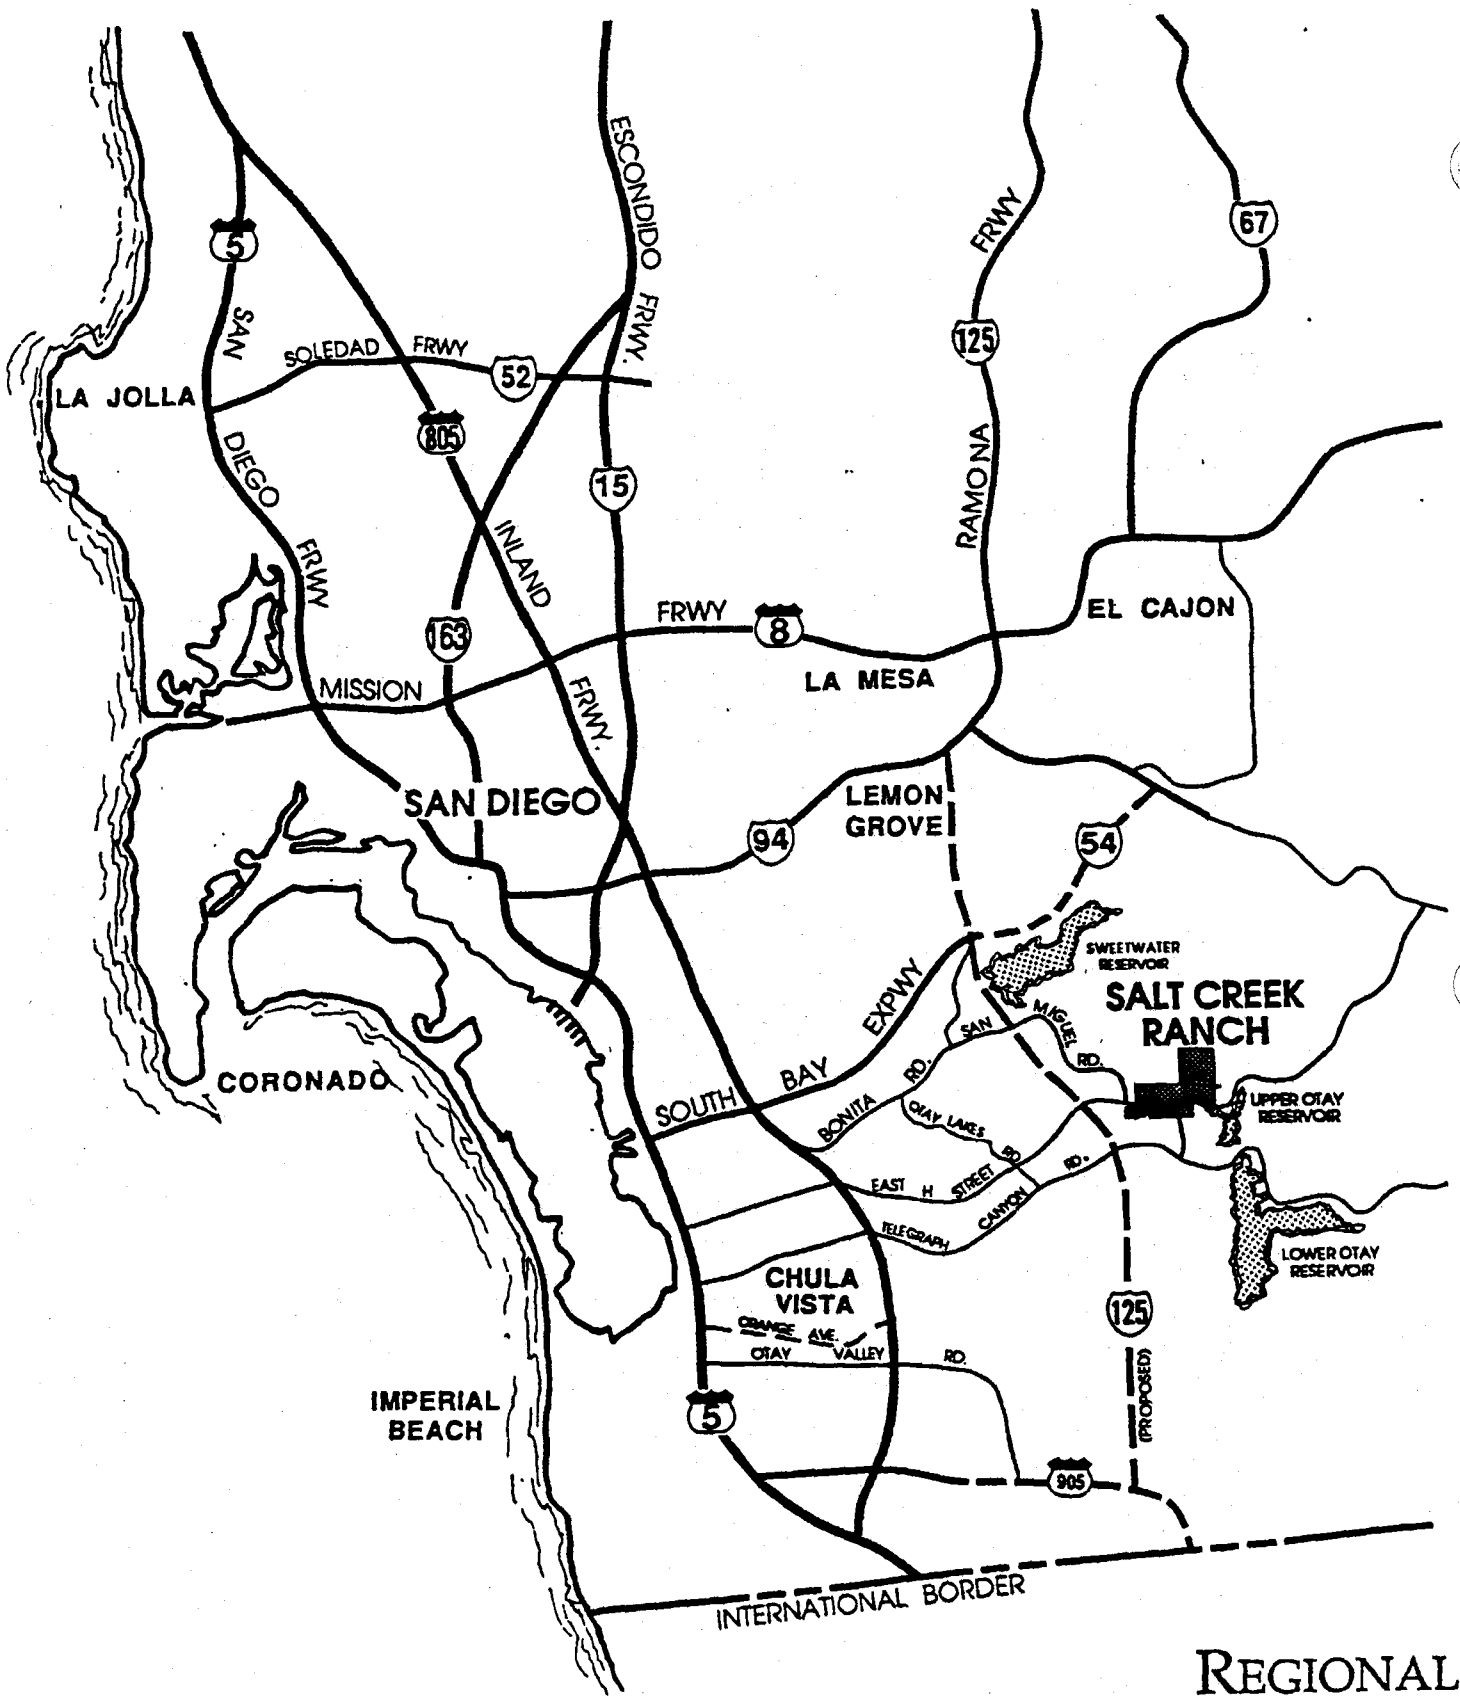 ESCONDIDO FRWY.
67
5
FRWY
SAN
125
SOLEDAD FRWY
52
LA JOLLA
805
DIEGO
RAMONA
15
INLAND
FRWY
EL CAJON
FRWY
8
163
LA MESA
MISSION
FRWY.
SAN DIEGO
LEMON
GROVE
94
54
SWEETWATER
RESERVOIR
EXPWY
SALT CREEK
RANCH
SAN MIGUEL RD.
CORONADO
SOUTH BAY
BONITA RD.
UPPER OTAY
RESERVOIR
OTAY LAKES RD
EAST H STREET
TELEGRAPH CANYON RD.
LOWER OTAY
RESERVOIR
CHULA
VISTA
125
ORANGE AVE.
OTAY VALLEY RD.
(PROPOSED)
IMPERIAL
BEACH
5
905
INTERNATIONAL BORDER
REGIONAL